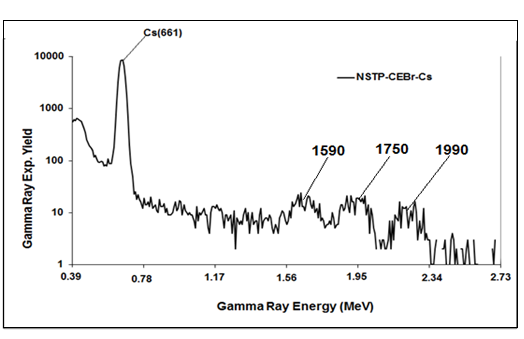 Cs(661)
NSTP-CEBr-Cs
10000
1000
100
10
1
1590
1750
1990
Gamma Ray Exp. Yield
0.39 0.78 1.17 1.56 1.95 2.34 2.73
Gamma Ray Energy (MeV)